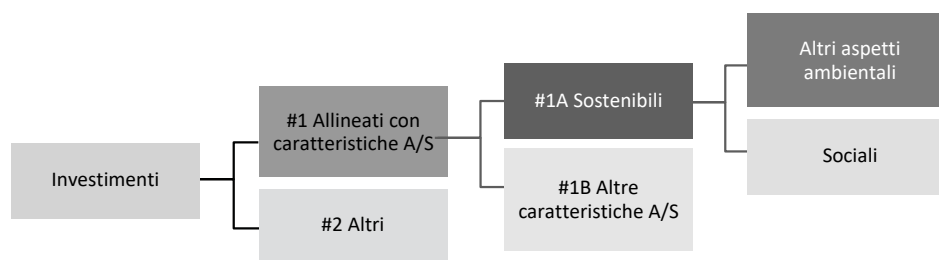 Investimenti
#1 Allineati con
caratteristiche A/S
#2 Altri
#1A Sostenibili
#1B Altre
caratteristiche A/S
Altri aspetti
ambientali
Sociali